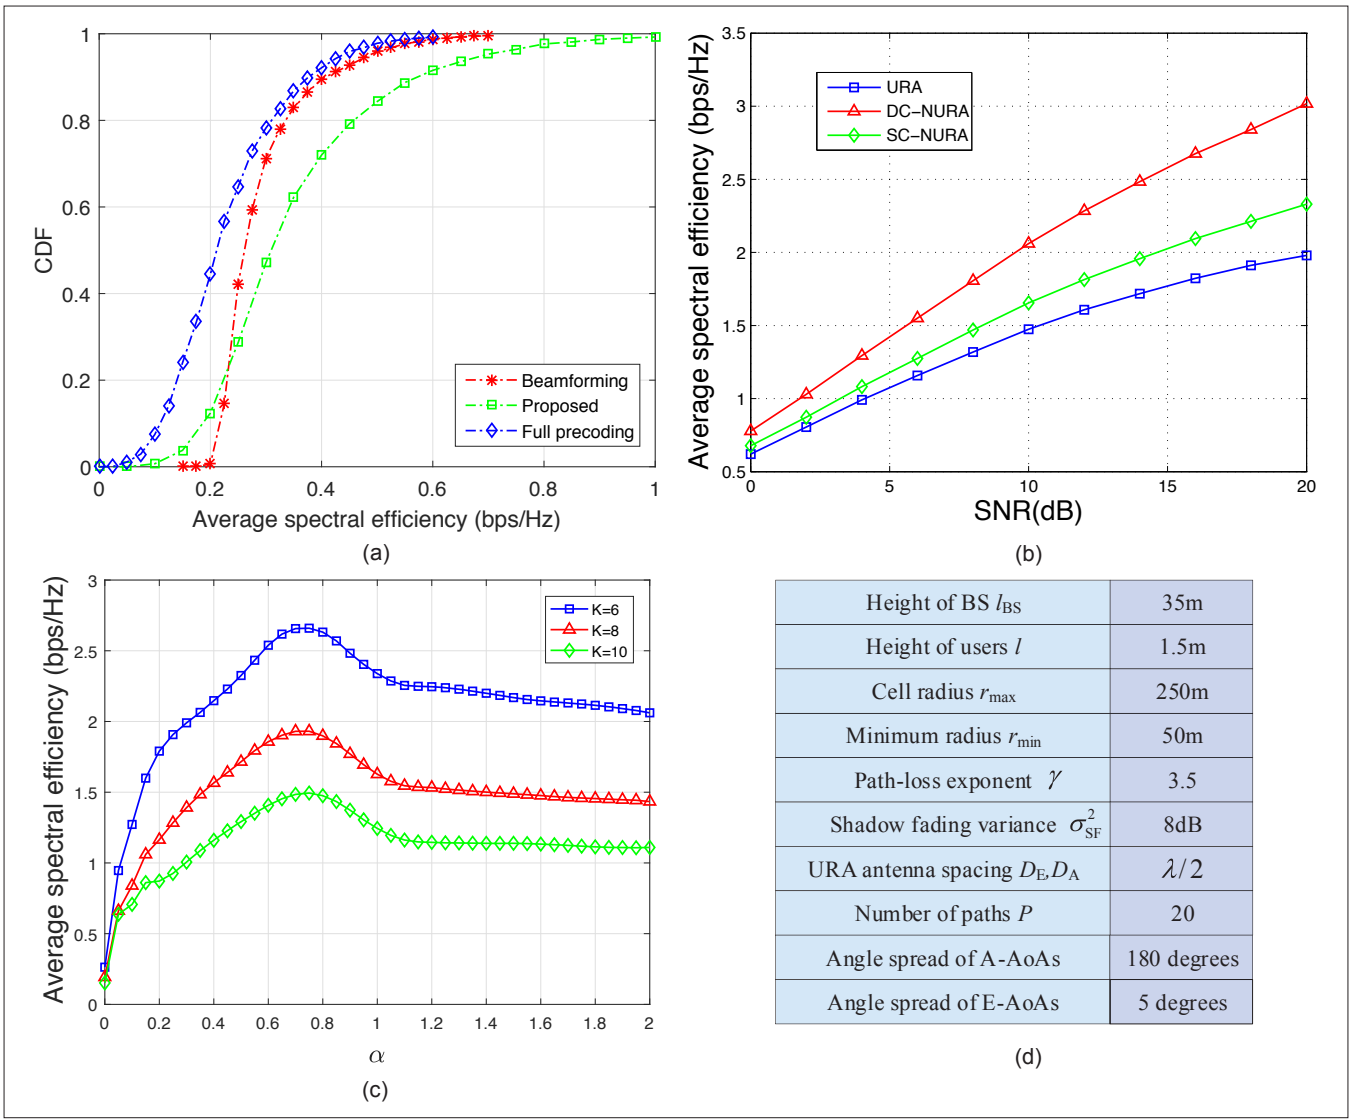 1
0.8
0.6
0.4
0.2
0
CDF
0 0.2 0.4 0.6 0.8 1
Average spectral efficiency (bps/Hz)
Beamforming
Proposed
Full precoding
(a)
3.5
3
2.5
2
1.5
1
0.5
Average spectral efficiency (bps/Hz)
0 5 10 15 20
SNR(dB)
URA
DC−NURA
SC−NURA
(b)
3
2.5
2
1.5
1
0.5
0
Average spectral efficiency (bps/Hz)
0 0.2 0.4 0.6 0.8 1 1.2 1.4 1.6 1.8 2
α
K=6
K=8
K=10
(c)
Height of BS l_BS 35m
Height of users l 1.5m
Cell radius r_max 250m
Minimum radius r_min 50m
Path-loss exponent γ 3.5
Shadow fading variance σ²_SF 8dB
URA antenna spacing D_E,D_A λ/2
Number of paths P 20
Angle spread of A-AoAs 180 degrees
Angle spread of E-AoAs 5 degrees
(d)